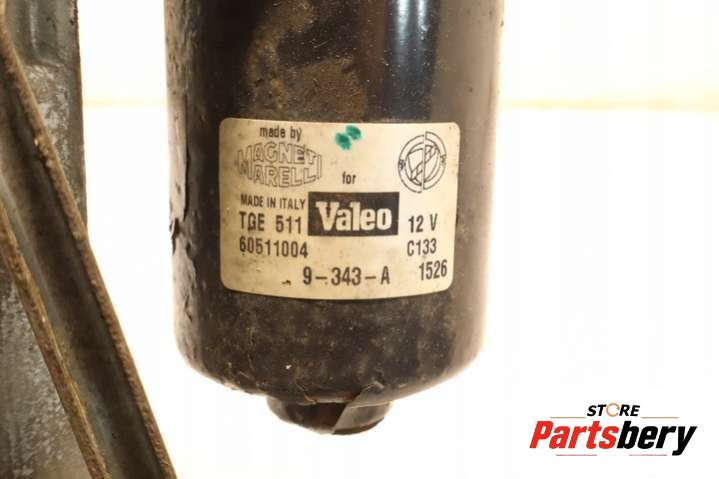 made by
MAGNETI
MARELLI
for
MADE IN ITALY
TGE 511 Valeo 12 V
60511004 C133
9-343-A 1526
STORE
Partsbery